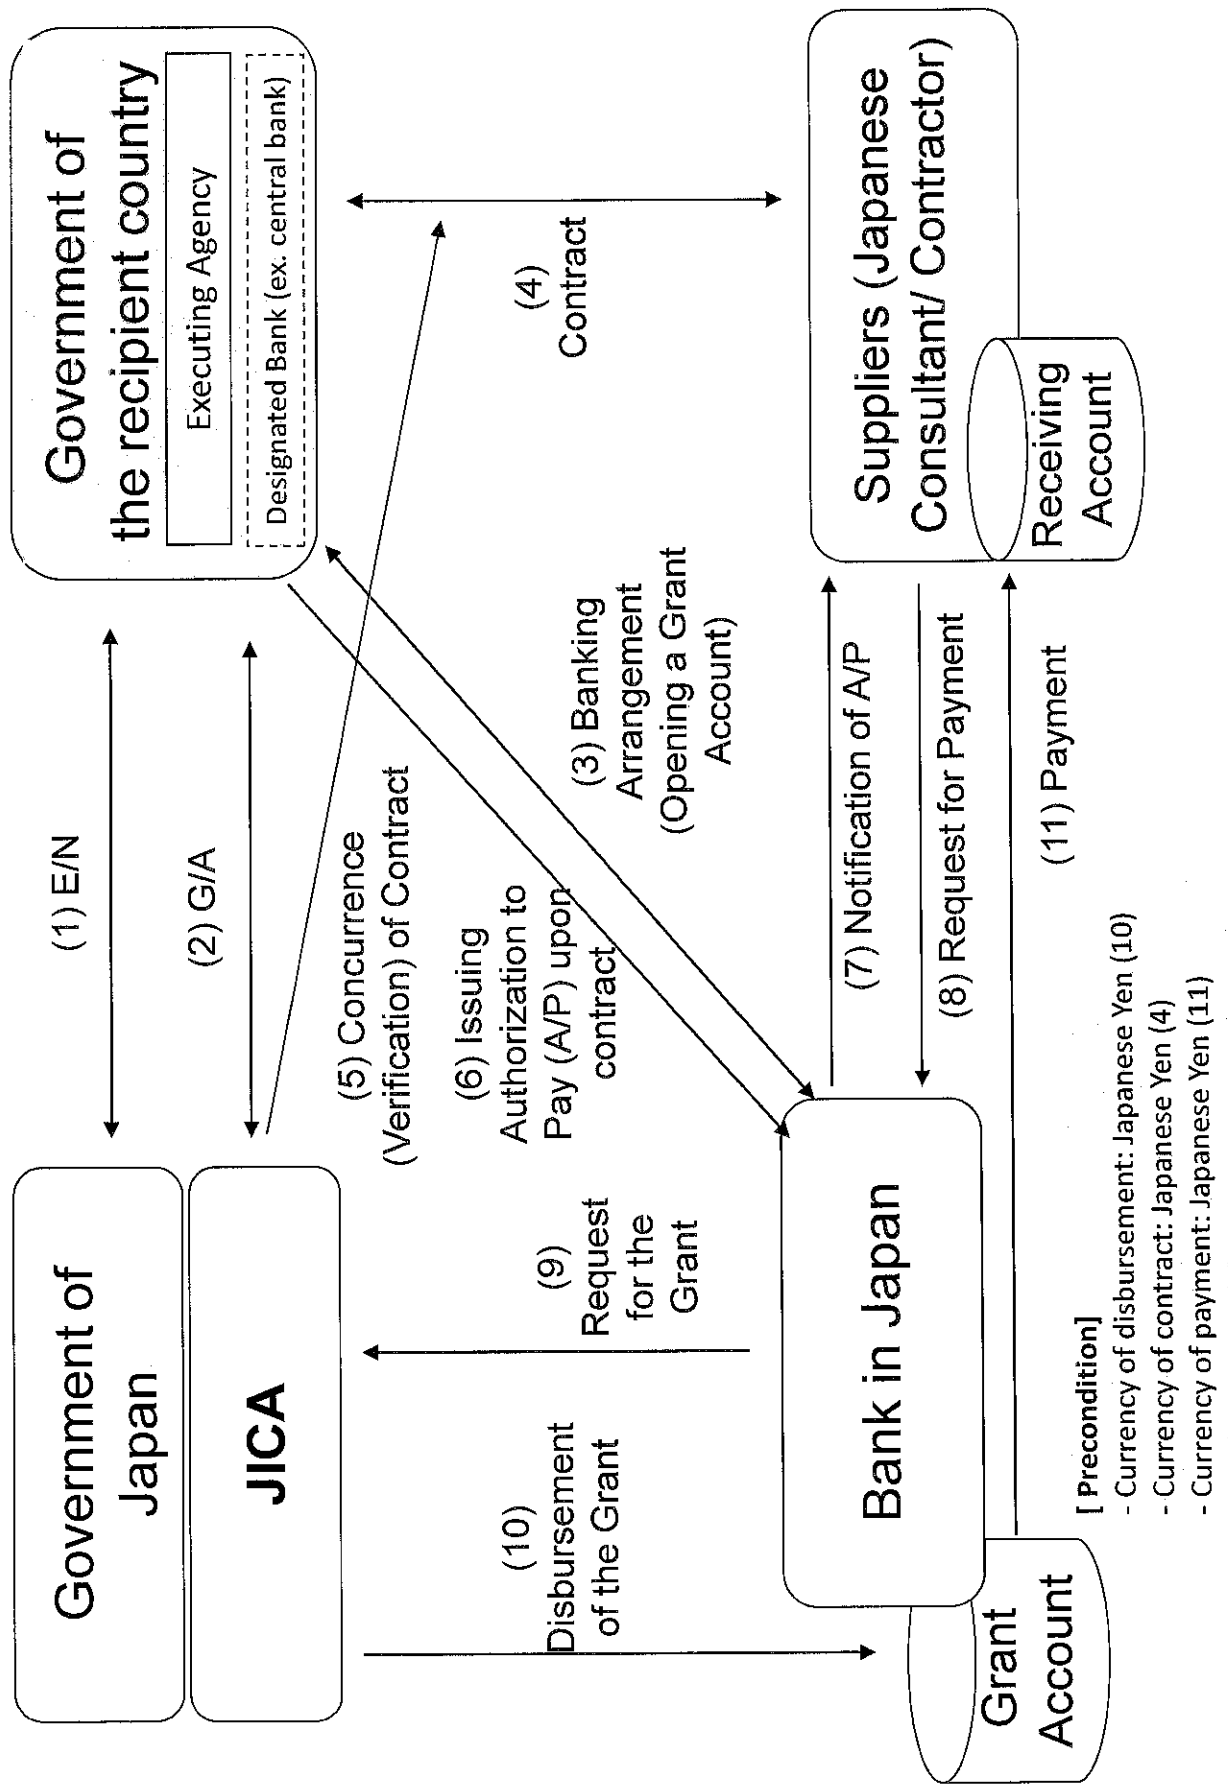 Government of
Japan
JICA
(1) E/N
(2) G/A
Government of
the recipient country
Executing Agency
Designated Bank (ex. central bank)
(5) Concurrence
(Verification) of Contract
(6) Issuing
Authorization to
Pay (A/P) upon
contract
(4)
Contract
(3) Banking
Arrangement
(Opening a Grant
Account)
(10)
Disbursement
of the Grant
(9)
Request
for the
Grant
Bank in Japan
Grant
Account
(7) Notification of A/P
(8) Request for Payment
(11) Payment
Suppliers (Japanese
Consultant/ Contractor)
Receiving
Account
[ Precondition]
- Currency of disbursement: Japanese Yen (10)
- Currency of contract: Japanese Yen (4)
- Currency of payment: Japanese Yen (11)